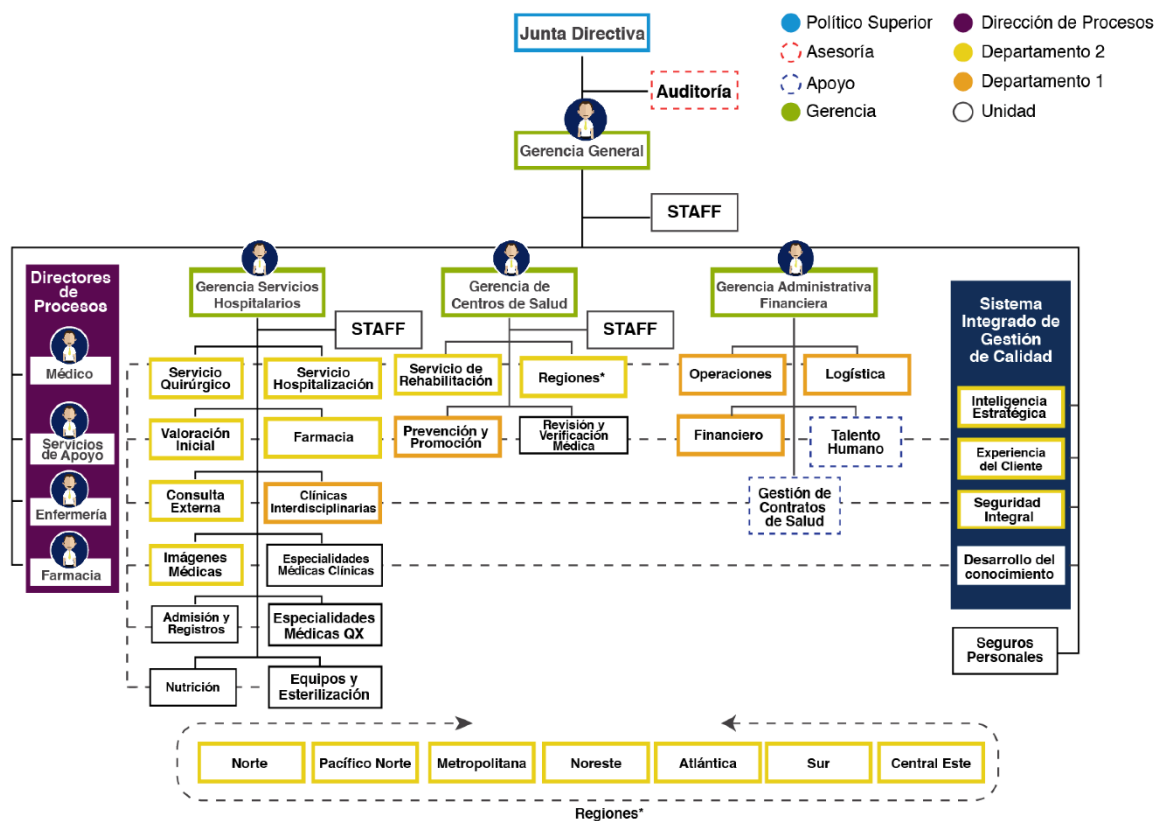 Junta Directiva
Auditoría
Gerencia General
STAFF
Político Superior
Asesoría
Apoyo
Gerencia
Dirección de Procesos
Departamento 2
Departamento 1
Unidad
Directores
de
Procesos
Médico
Servicios
de Apoyo
Enfermería
Farmacia
Gerencia Servicios
Hospitalarios
STAFF
Servicio
Quirúrgico
Servicio
Hospitalización
Valoración
Inicial
Farmacia
Consulta
Externa
Clínicas
Interdisciplinarias
Imágenes
Médicas
Especialidades
Médicas Clínicas
Admisión y
Registros
Especialidades
Médicas QX
Nutrición
Equipos y
Esterilización
Gerencia de
Centros de Salud
STAFF
Servicio de
Rehabilitación
Regiones*
Prevención y
Promoción
Revisión y
Verificación
Médica
Gerencia Administrativa
Financiera
Operaciones
Logística
Financiero
Talento
Humano
Gestión de
Contratos
de Salud
Sistema
Integrado de
Gestión
de Calidad
Inteligencia
Estratégica
Experiencia
del Cliente
Seguridad
Integral
Desarrollo del
conocimiento
Seguros
Personales
Norte
Pacífico Norte
Metropolitana
Noreste
Atlántica
Sur
Central Este
Regiones*